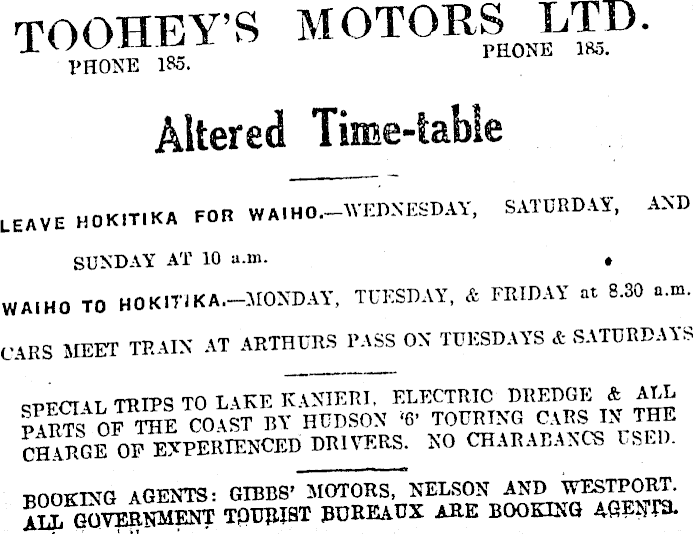 TOOHEY'S MOTORS LTD.
PHONE 185. PHONE 185.
Altered Time-table
LEAVE HOKITIKA FOR WAIHO.—WEDNESDAY, SATURDAY, AND
SUNDAY AT 10 a.m.
WAIHO TO HOKITIKA.—MONDAY, TUESDAY, & FRIDAY at 8.30 a.m.
CARS MEET TRAIN AT ARTHURS PASS ON TUESDAYS & SATURDAYS
SPECIAL TRIPS TO LAKE KANIERI, ELECTRIC DREDGE & ALL
PARTS OF THE COAST BY HUDSON '6' TOURING CARS IN THE
CHARGE OF EXPERIENCED DRIVERS. NO CHARABANCS USED.
BOOKING AGENTS: GIBBS' MOTORS, NELSON AND WESTPORT.
ALL GOVERNMENT TOURIST BUREAUX ARE BOOKING AGENTS.